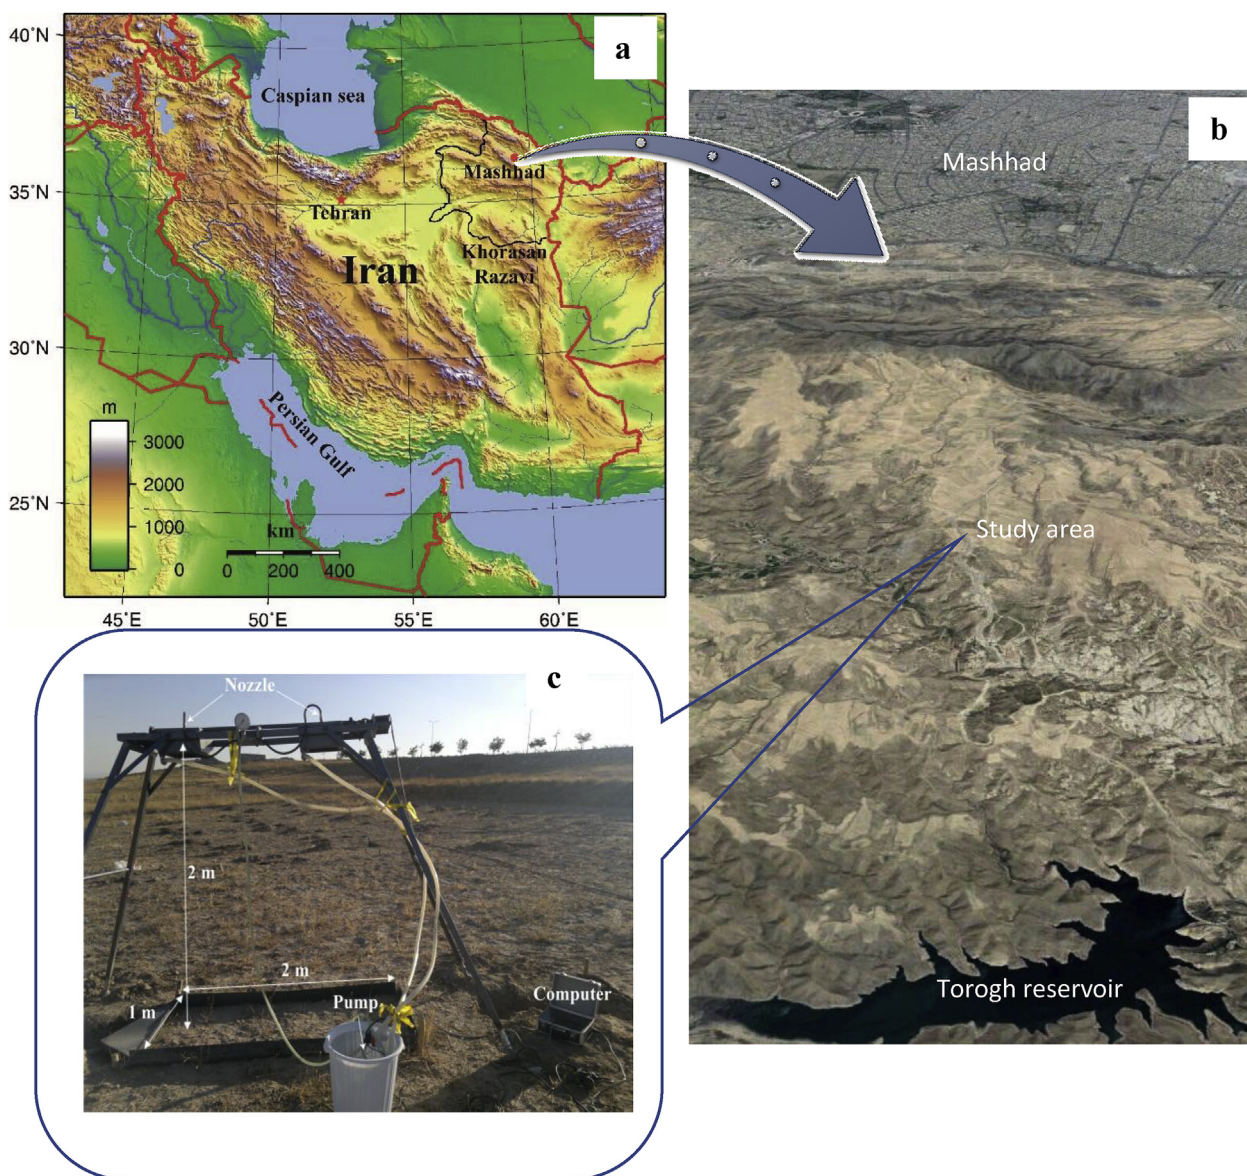 a
40°N
35°N
30°N
25°N
Caspian sea
Mashhad
Tehran
Khorasan
Razavi
Iran
Persian Gulf
m
3000
2000
1000
0
km
0 200 400
45°E 50°E 55°E 60°E
b
Mashhad
Study area
Torogh reservoir
c
Nozzle
2 m
2 m
1 m
Pump
Computer